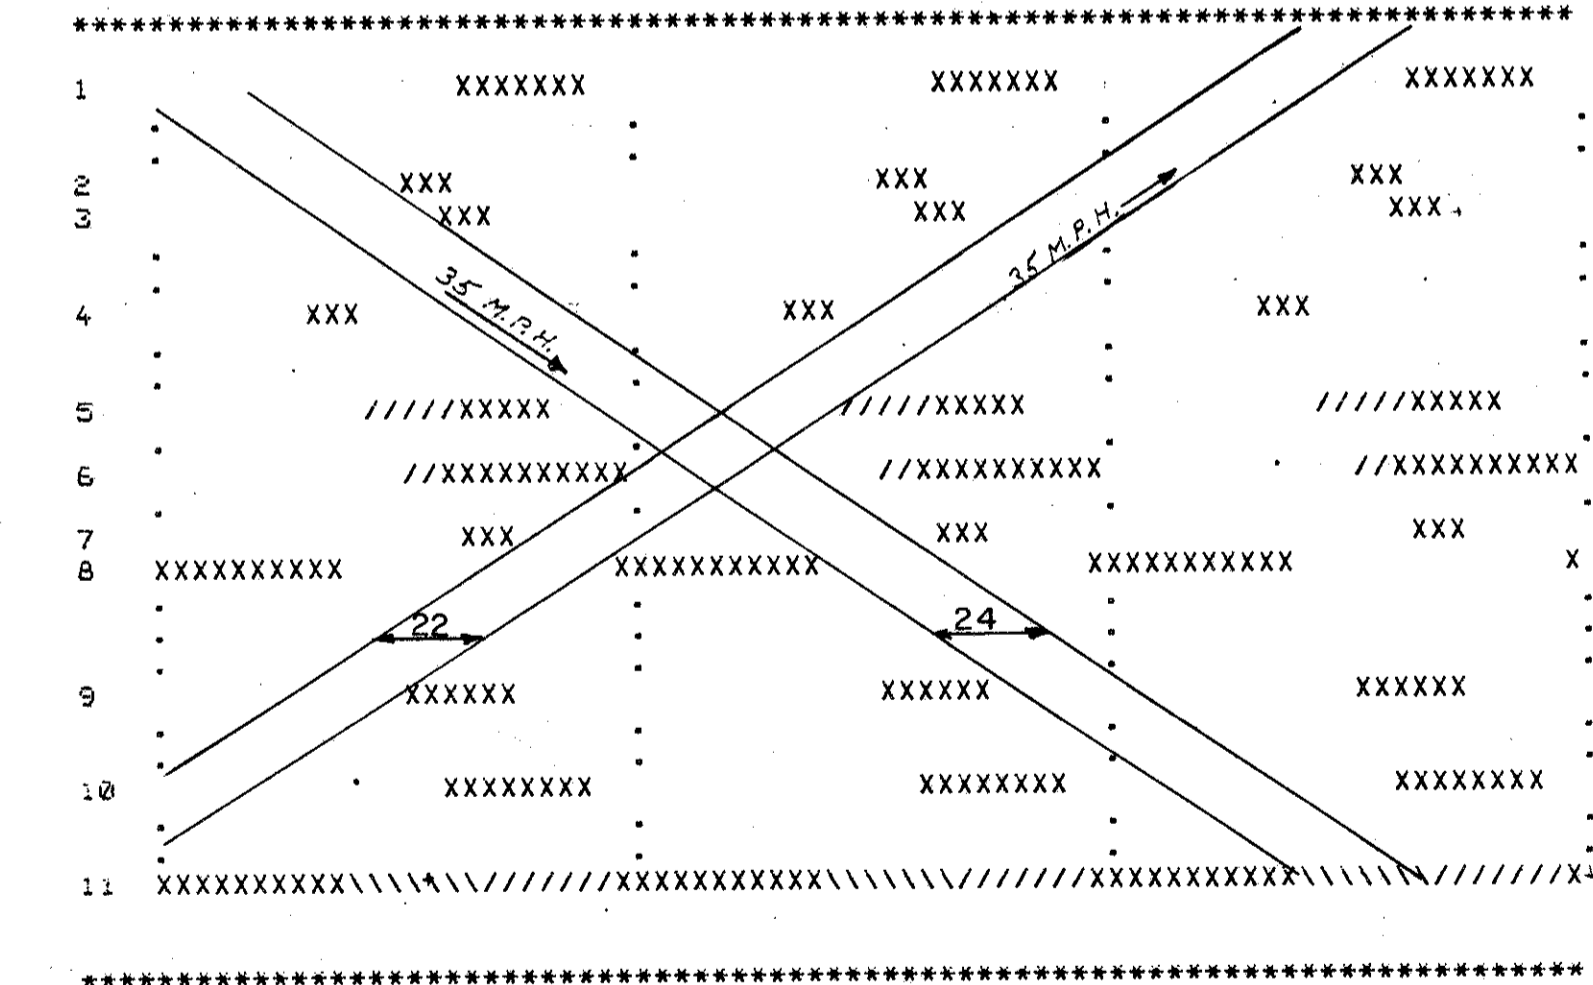 ********************************************************************************
1 XXXXXXX XXXXXXX XXXXXXX
2 XXX XXX XXX
3 XXX XXX XXX
35 M.P.H. 35 M.P.H.
4 XXX XXX XXX
5 /////XXXXX /////XXXXX /////XXXXX
6 //XXXXXXXXXX //XXXXXXXXXX //XXXXXXXXXX
7 XXX XXX XXX
8 XXXXXXXXXX XXXXXXXXXXX XXXXXXXXXXX X
22 24
9 XXXXXX XXXXXX XXXXXX
10 XXXXXXXX XXXXXXXX XXXXXXXX
11 XXXXXXXXXX\\\\\\\///////XXXXXXXXXXX\\\\\\\///////XXXXXXXXXXX\\\\\\\///////X
********************************************************************************